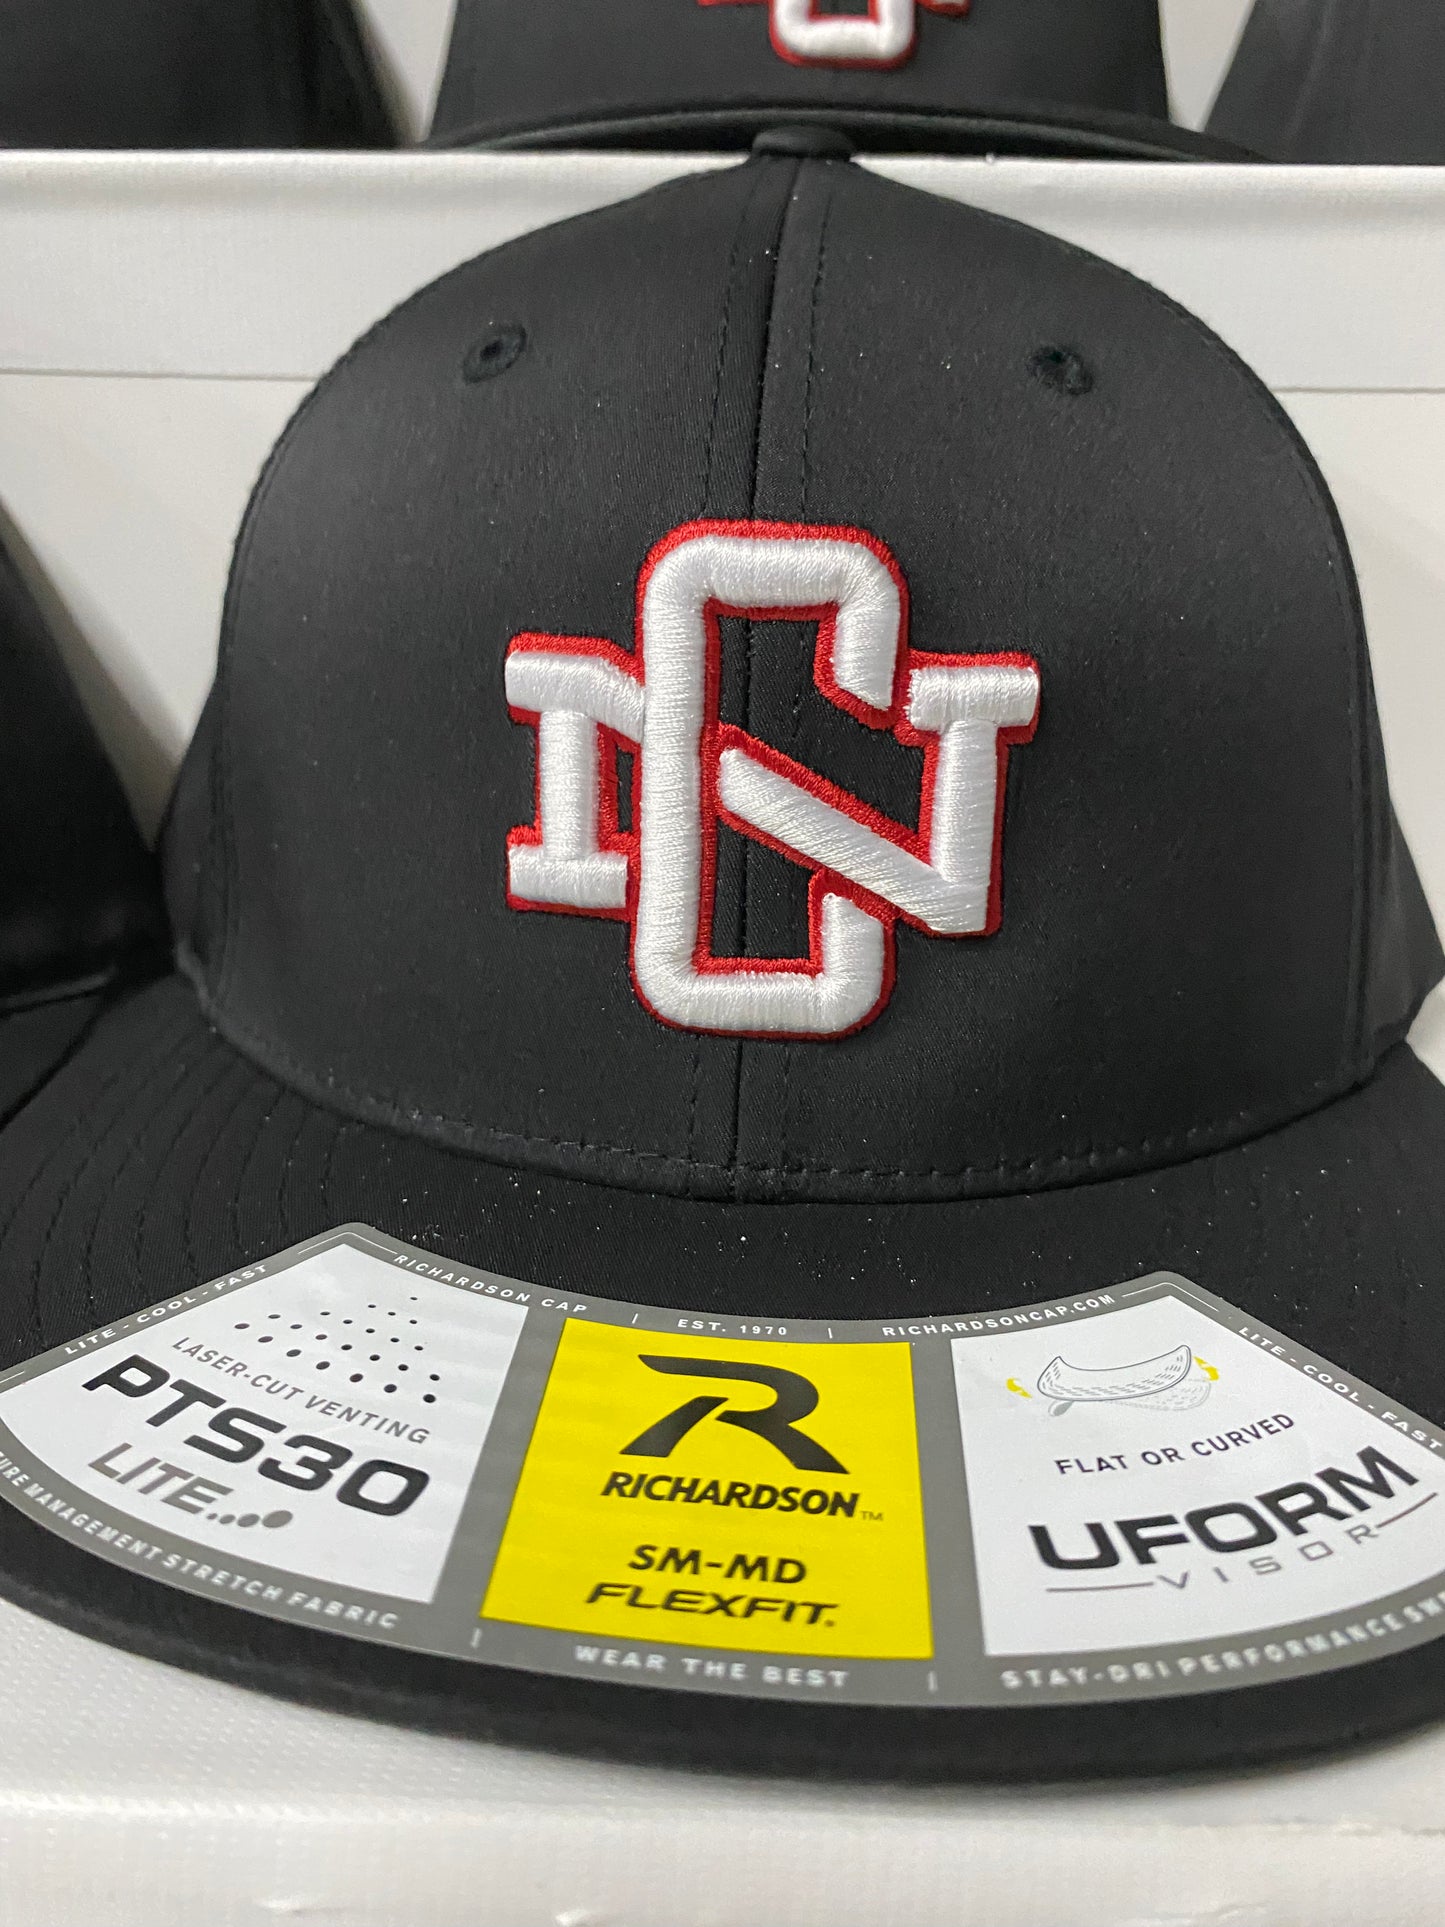 NC
LITE - COOL - FAST
RICHARDSON CAP | EST. 1970 | RICHARDSONCAP.COM
LITE - COOL - FAST
LASER-CUT VENTING
PTS30
LITE
R
RICHARDSON™
SM-MD
FLEXFIT.
FLAT OR CURVED
UFORM
VISOR
MANAGEMENT STRETCH FABRIC | WEAR THE BEST | STAY-DRI PERFORMANCE